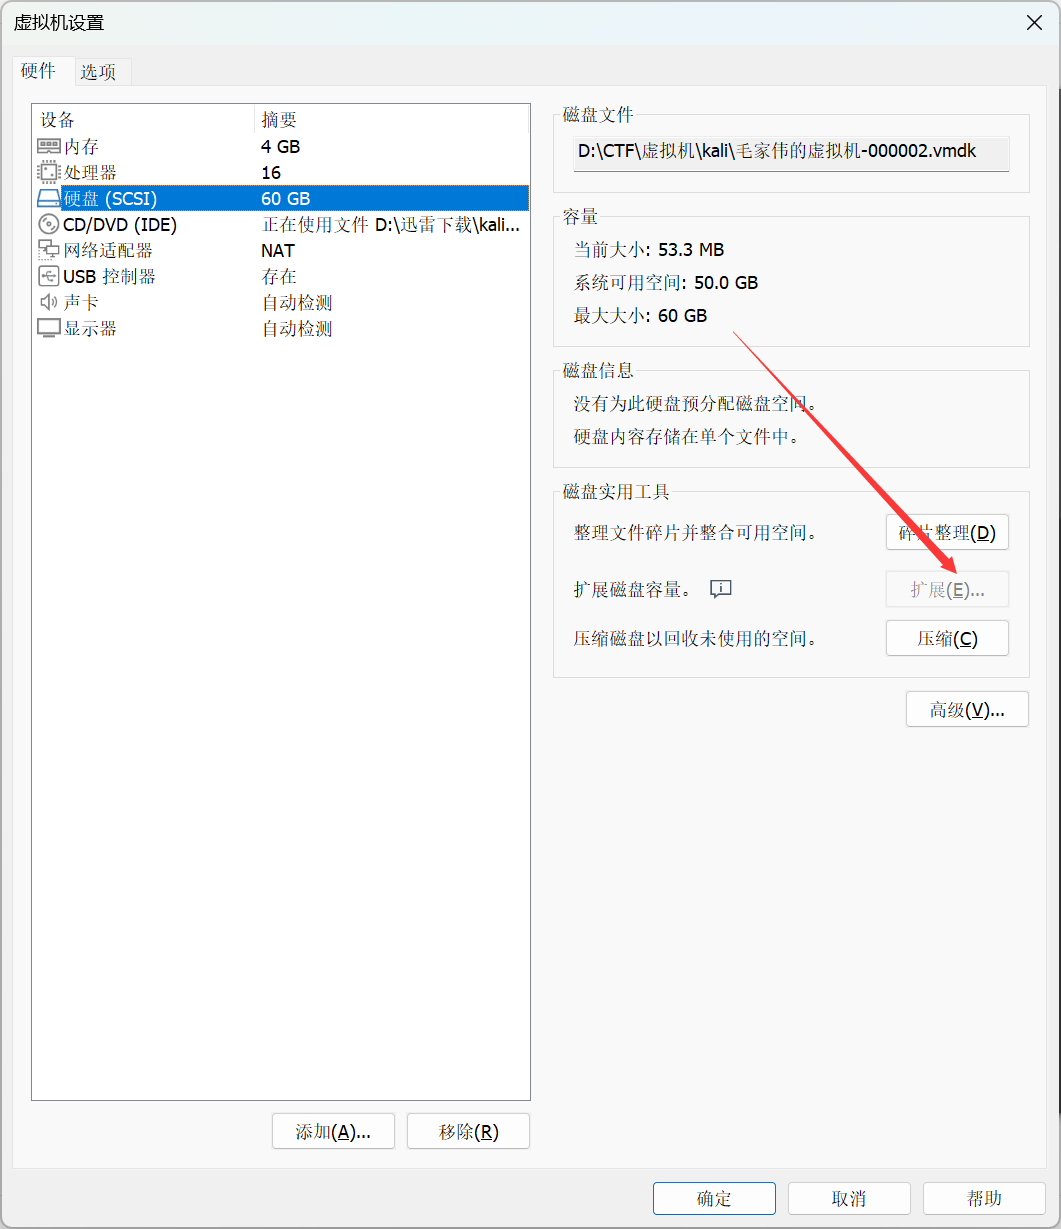 虚拟机设置
硬件 选项
设备 摘要
内存 4 GB
处理器 16
硬盘 (SCSI) 60 GB
CD/DVD (IDE) 正在使用文件 D:\迅雷下载\kali...
网络适配器 NAT
USB 控制器 存在
声卡 自动检测
显示器 自动检测
添加(A)... 移除(R)
磁盘文件
D:\CTF\虚拟机\kali\毛家伟的虚拟机-000002.vmdk
容量
当前大小: 53.3 MB
系统可用空间: 50.0 GB
最大大小: 60 GB
磁盘信息
没有为此硬盘预分配磁盘空间。
硬盘内容存储在单个文件中。
磁盘实用工具
整理文件碎片并整合可用空间。 碎片整理(D)
扩展磁盘容量。 扩展(E)...
压缩磁盘以回收未使用的空间。 压缩(C)
高级(V)...
确定 取消 帮助